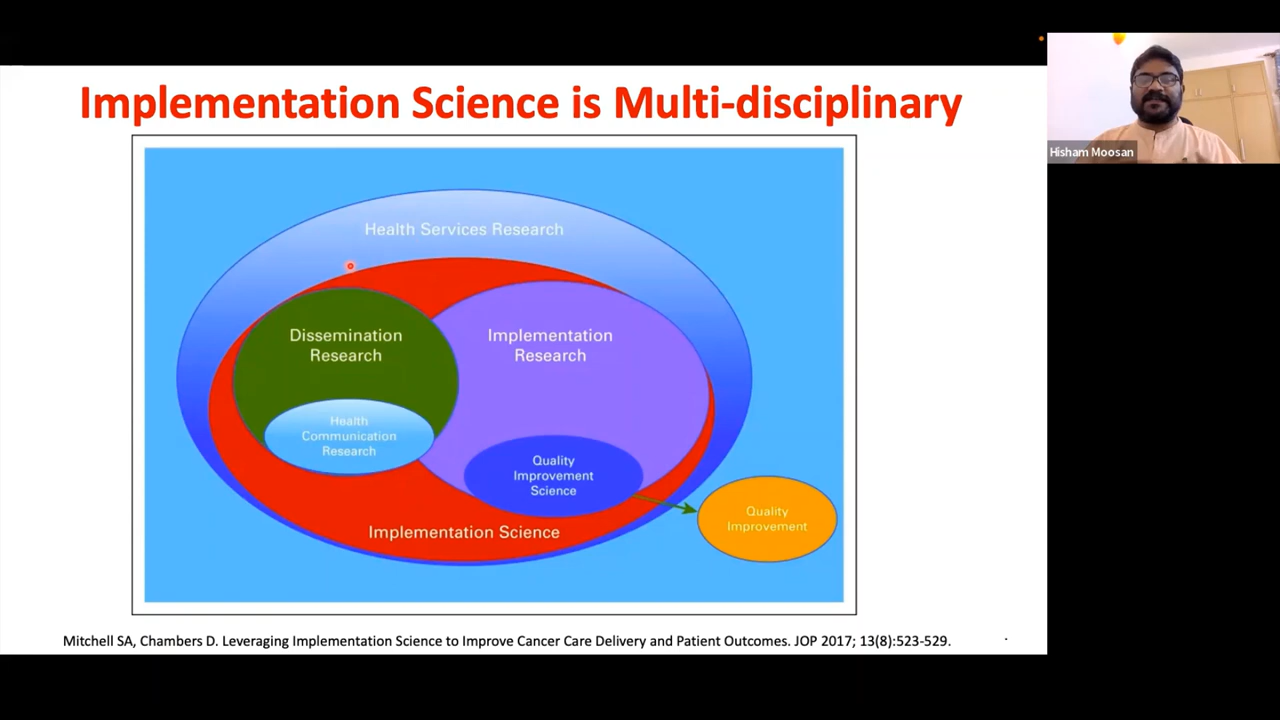 Implementation Science is Multi-disciplinary
Hisham Moosan
Health Services Research
Dissemination
Research
Implementation
Research
Health
Communication
Research
Quality
Improvement
Science
Quality
Improvement
Implementation Science
Mitchell SA, Chambers D. Leveraging Implementation Science to Improve Cancer Care Delivery and Patient Outcomes. JOP 2017; 13(8):523-529.